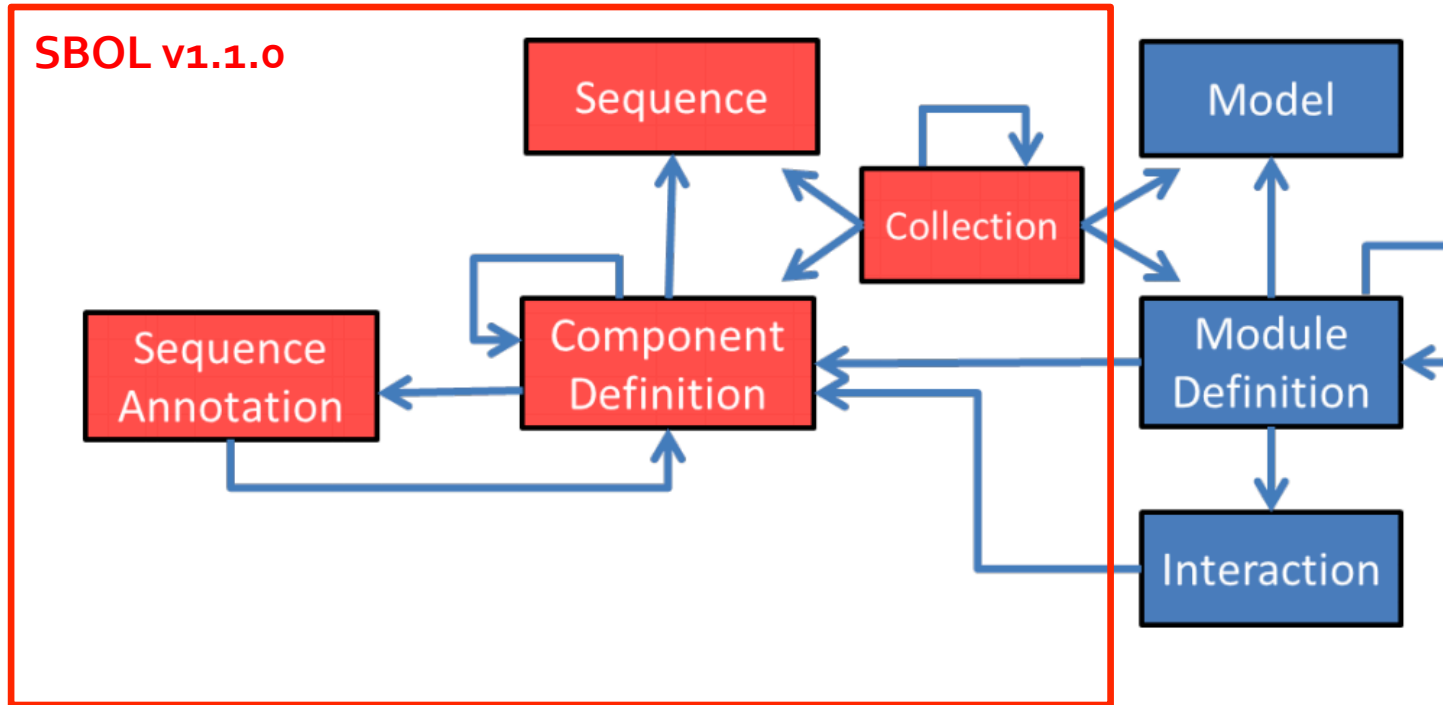 SBOL v1.1.0
Sequence
Model
Collection
Sequence
Annotation
Component
Definition
Module
Definition
Interaction